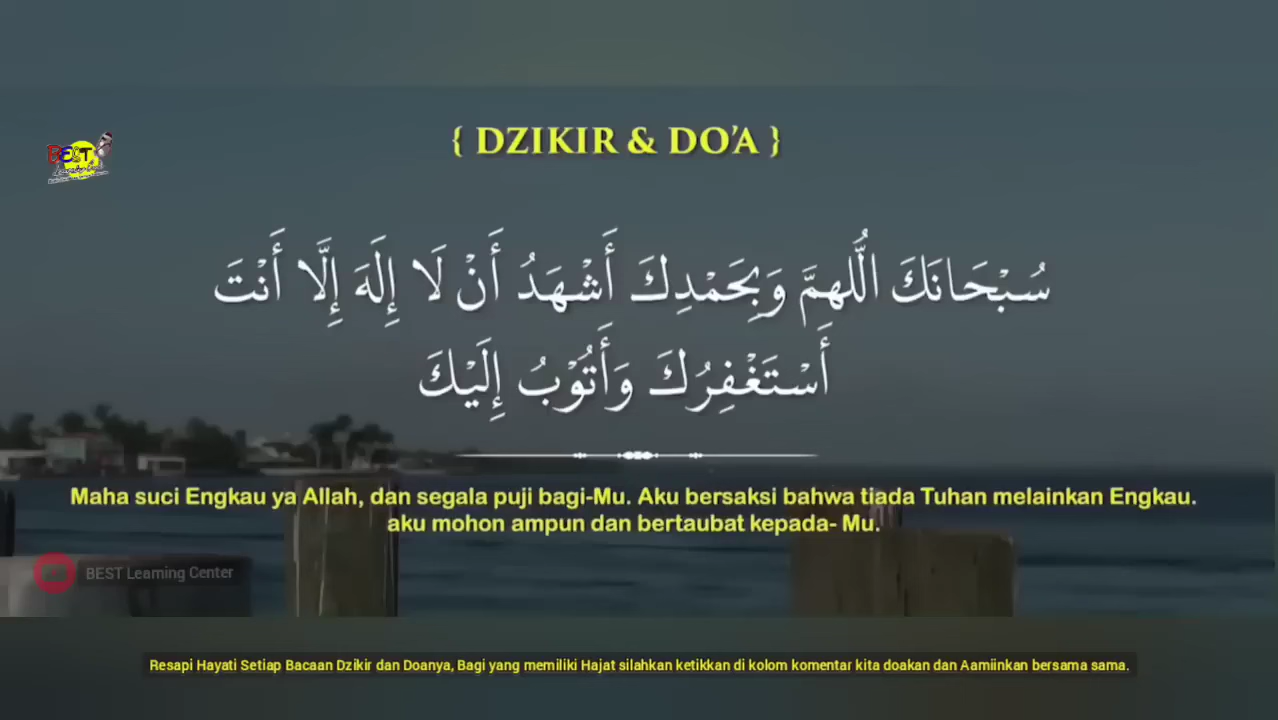 { DZIKIR & DO’A }
BEST
سُبْحَانَكَ اللَّهُمَّ وَبِحَمْدِكَ أَشْهَدُ أَنْ لَا إِلَهَ إِلَّا أَنْتَ
أَسْتَغْفِرُكَ وَأَتُوْبُ إِلَيْكَ
Maha suci Engkau ya Allah, dan segala puji bagi-Mu. Aku bersaksi bahwa tiada Tuhan melainkan Engkau.
aku mohon ampun dan bertaubat kepada- Mu.
BEST Learning Center
Resapi Hayati Setiap Bacaan Dzikir dan Doanya, Bagi yang memiliki Hajat silahkan ketikkan di kolom komentar kita doakan dan Aamiinkan bersama sama.